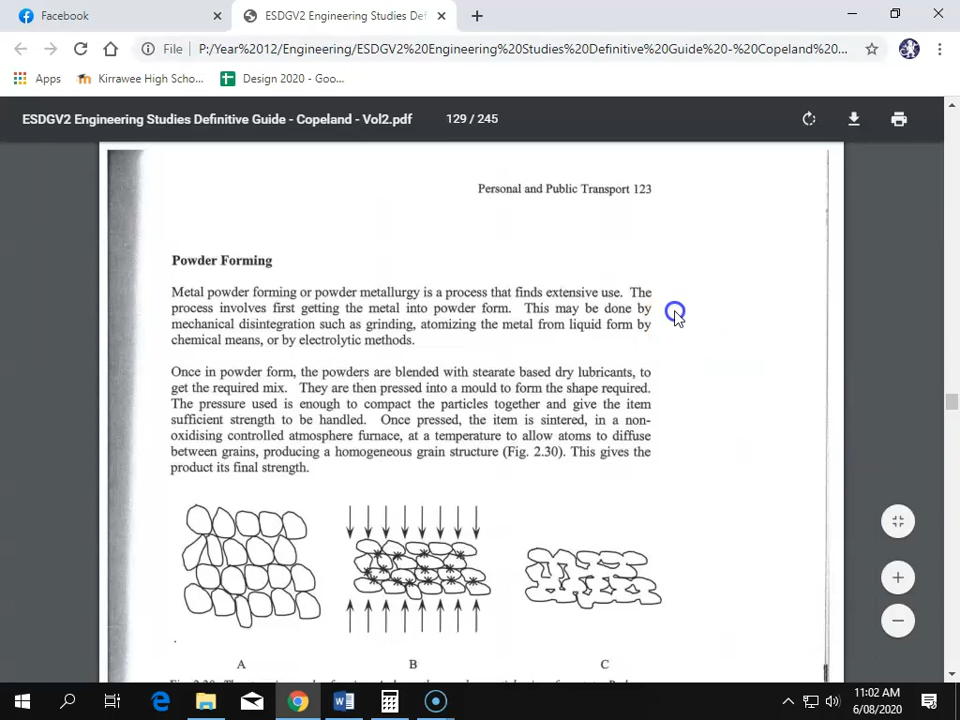 Facebook
ESDGV2 Engineering Studies Def
File
P:/Year%2012/Engineering/ESDGV2%20Engineering%20Studies%20Definitive%20Guide%20-%20Copeland%20...
Apps
Kirrawee High Scho...
Design 2020 - Goo...
ESDGV2 Engineering Studies Definitive Guide - Copeland - Vol2.pdf
129 / 245
Personal and Public Transport 123
Powder Forming
Metal powder forming or powder metallurgy is a process that finds extensive use. The
process involves first getting the metal into powder form. This may be done by
mechanical disintegration such as grinding, atomizing the metal from liquid form by
chemical means, or by electrolytic methods.
Once in powder form, the powders are blended with stearate based dry lubricants, to
get the required mix. They are then pressed into a mould to form the shape required.
The pressure used is enough to compact the particles together and give the item
sufficient strength to be handled. Once pressed, the item is sintered, in a non-
oxidising controlled atmosphere furnace, at a temperature to allow atoms to diffuse
between grains, producing a homogeneous grain structure (Fig. 2.30). This gives the
product its final strength.
A B C
11:02 AM
6/08/2020